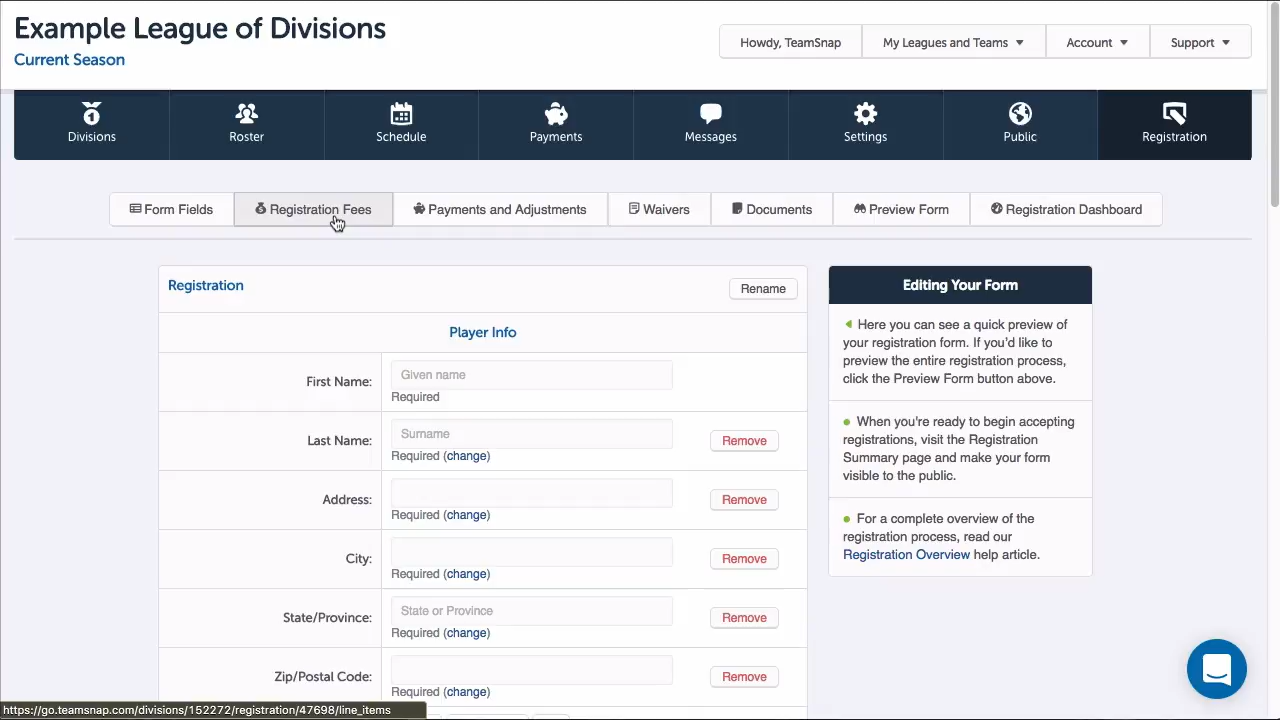 Example League of Divisions
Current Season
Howdy, TeamSnap
My Leagues and Teams
Account
Support
Divisions
Roster
Schedule
Payments
Messages
Settings
Public
Registration
Form Fields
Registration Fees
Payments and Adjustments
Waivers
Documents
Preview Form
Registration Dashboard
Registration
Rename
Player Info
First Name:
Given name
Required
Last Name:
Surname
Remove
Required (change)
Address:
Remove
Required (change)
City:
Remove
Required (change)
State/Province:
State or Province
Remove
Required (change)
Zip/Postal Code:
Remove
Required (change)
Editing Your Form
Here you can see a quick preview of
your registration form. If you'd like to
preview the entire registration process,
click the Preview Form button above.
When you're ready to begin accepting
registrations, visit the Registration
Summary page and make your form
visible to the public.
For a complete overview of the
registration process, read our
Registration Overview help article.
https://go.teamsnap.com/divisions/152272/registration/47698/line_items